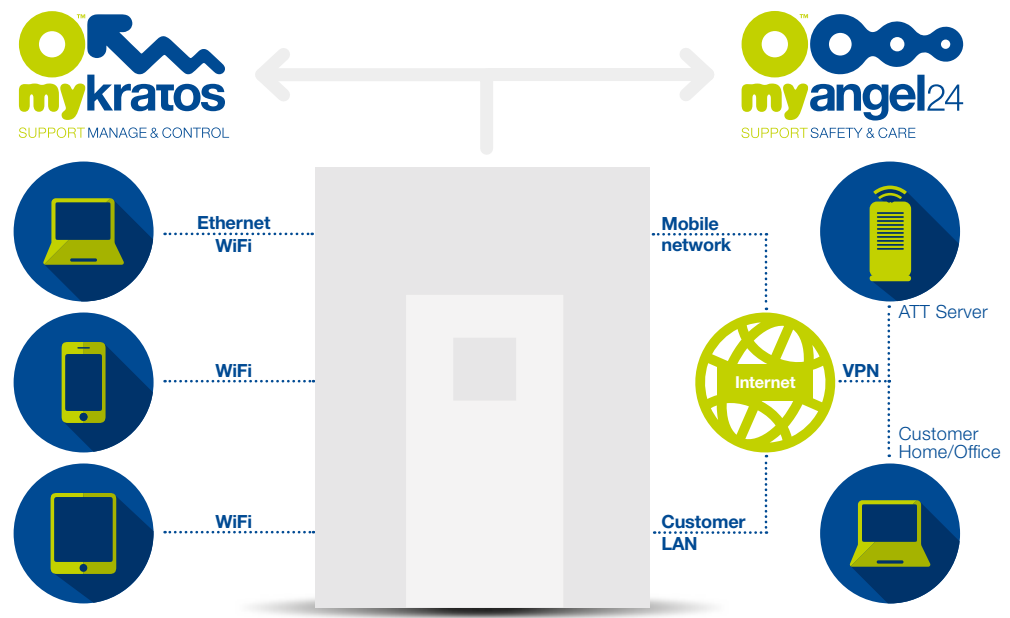 TM
mykratos
SUPPORT MANAGE & CONTROL
TM
myangel24
SUPPORT SAFETY & CARE
Ethernet
WiFi
WiFi
WiFi
Mobile
network
Internet
VPN
Customer
LAN
ATT Server
Customer
Home/Office